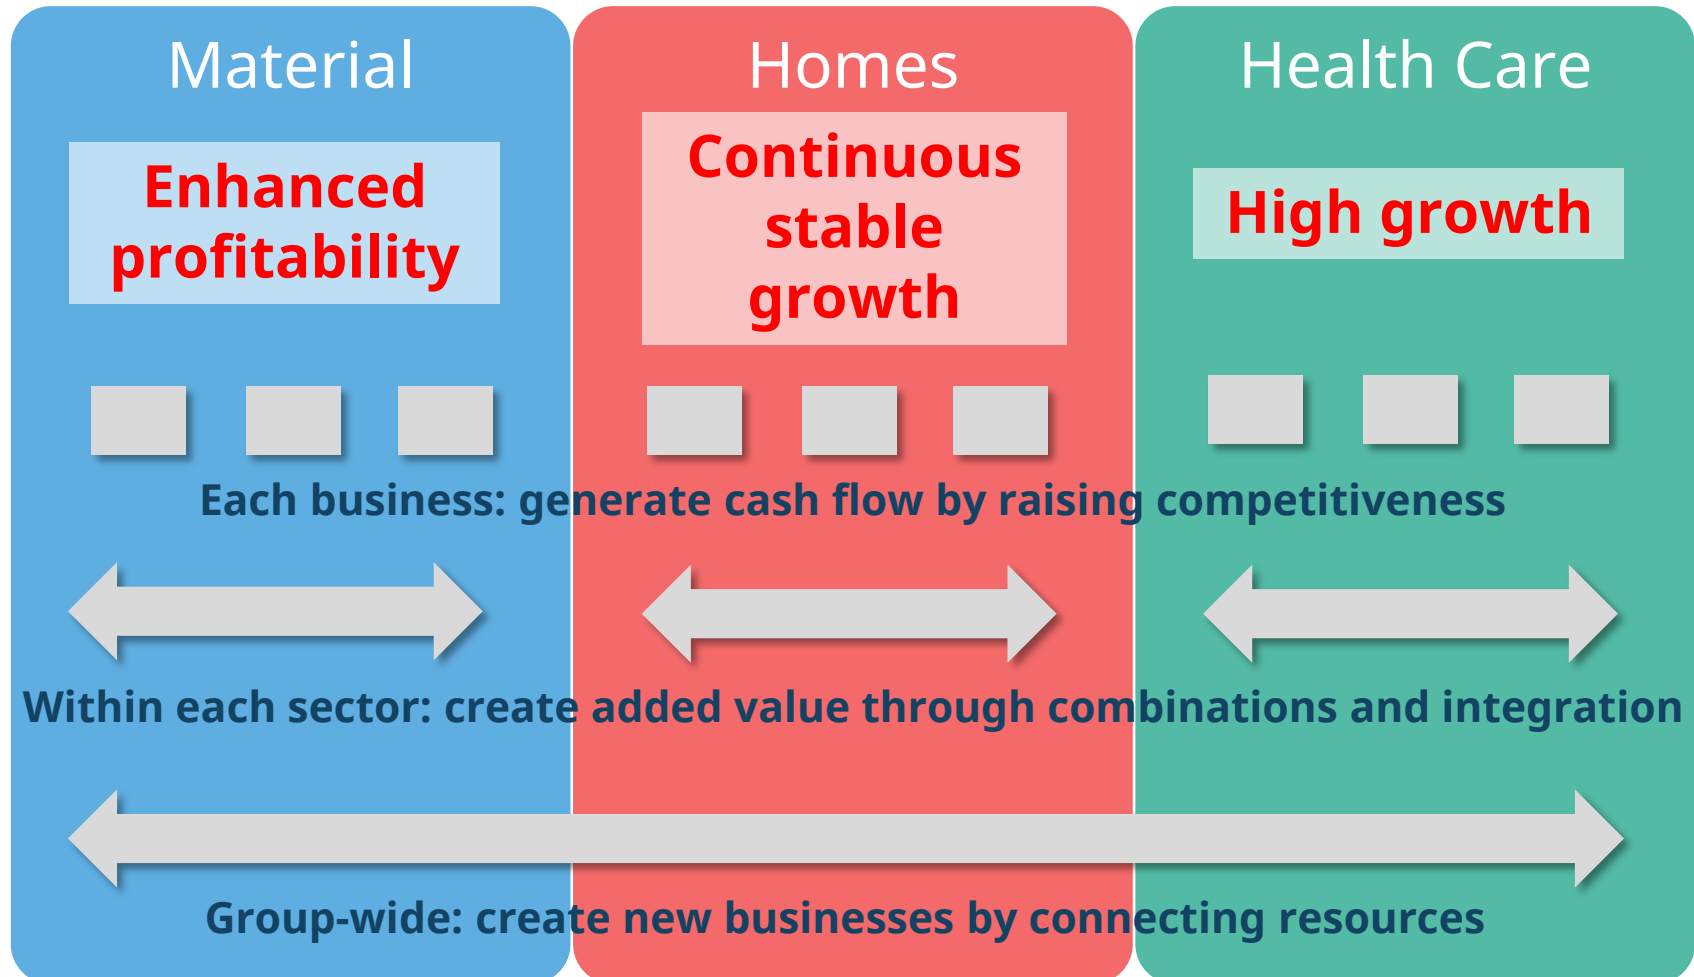 Material
Homes
Health Care
Enhanced
profitability
Continuous
stable
growth
High growth
Each business: generate cash flow by raising competitiveness
Within each sector: create added value through combinations and integration
Group-wide: create new businesses by connecting resources